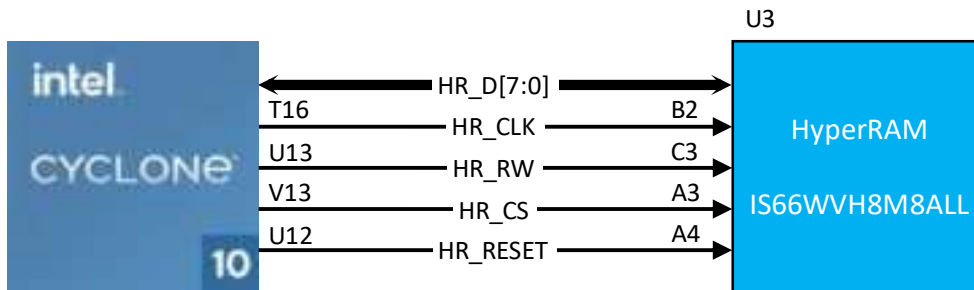 U3
intel.
HR_D[7:0]
T16 HR_CLK B2
HyperRAM
CYCLONE
U13 HR_RW C3
V13 HR_CS A3
IS66WVH8M8ALL
U12 HR_RESET A4
10